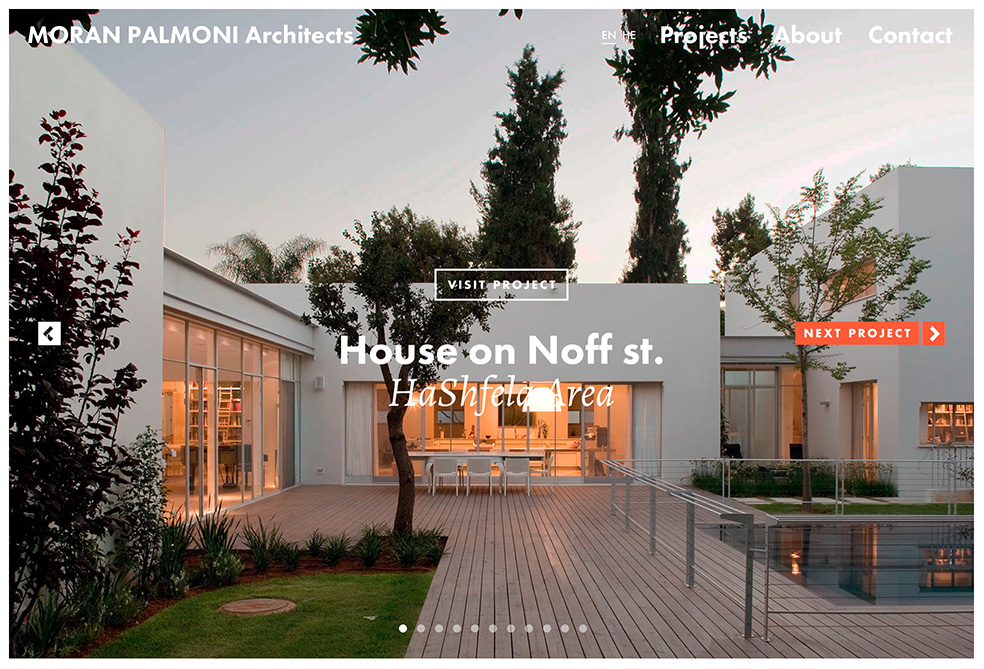 MORAN PALMONI Architects
EN HE Projects About Contact
VISIT PROJECT
House on Noff st.
HaShfela Area
NEXT PROJECT